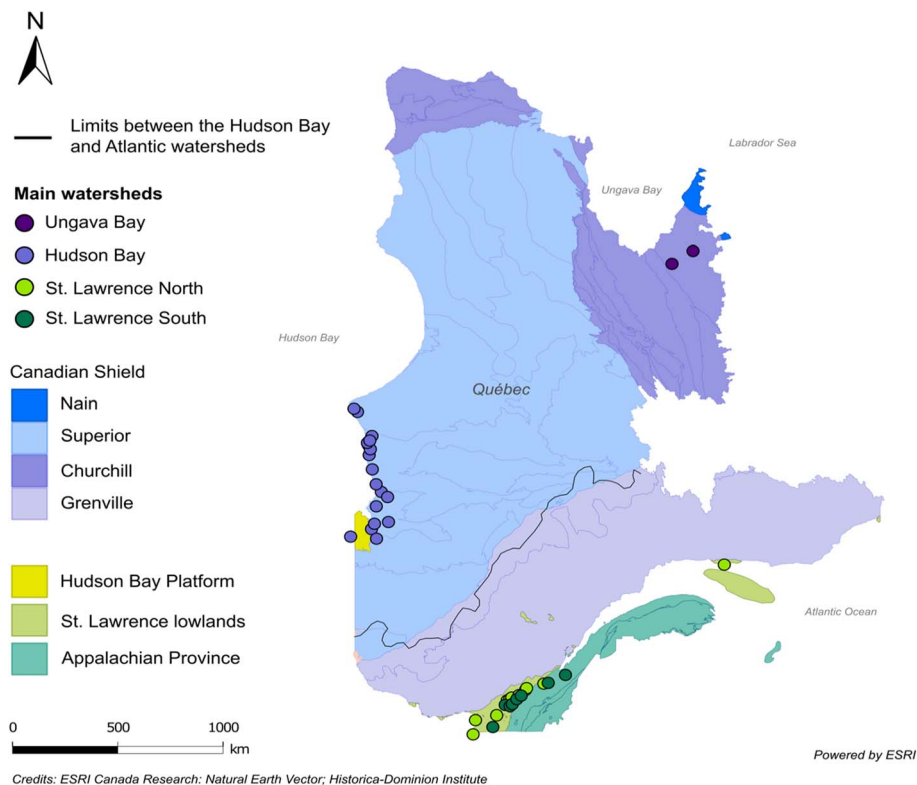 N
Limits between the Hudson Bay
and Atlantic watersheds
Main watersheds
Ungava Bay
Hudson Bay
St. Lawrence North
St. Lawrence South
Canadian Shield
Nain
Superior
Churchill
Grenville
Hudson Bay Platform
St. Lawrence lowlands
Appalachian Province
0 500 1000
km
Labrador Sea
Ungava Bay
Hudson Bay
Québec
Atlantic Ocean
Powered by ESRI
Credits: ESRI Canada Research: Natural Earth Vector; Historica-Dominion Institute